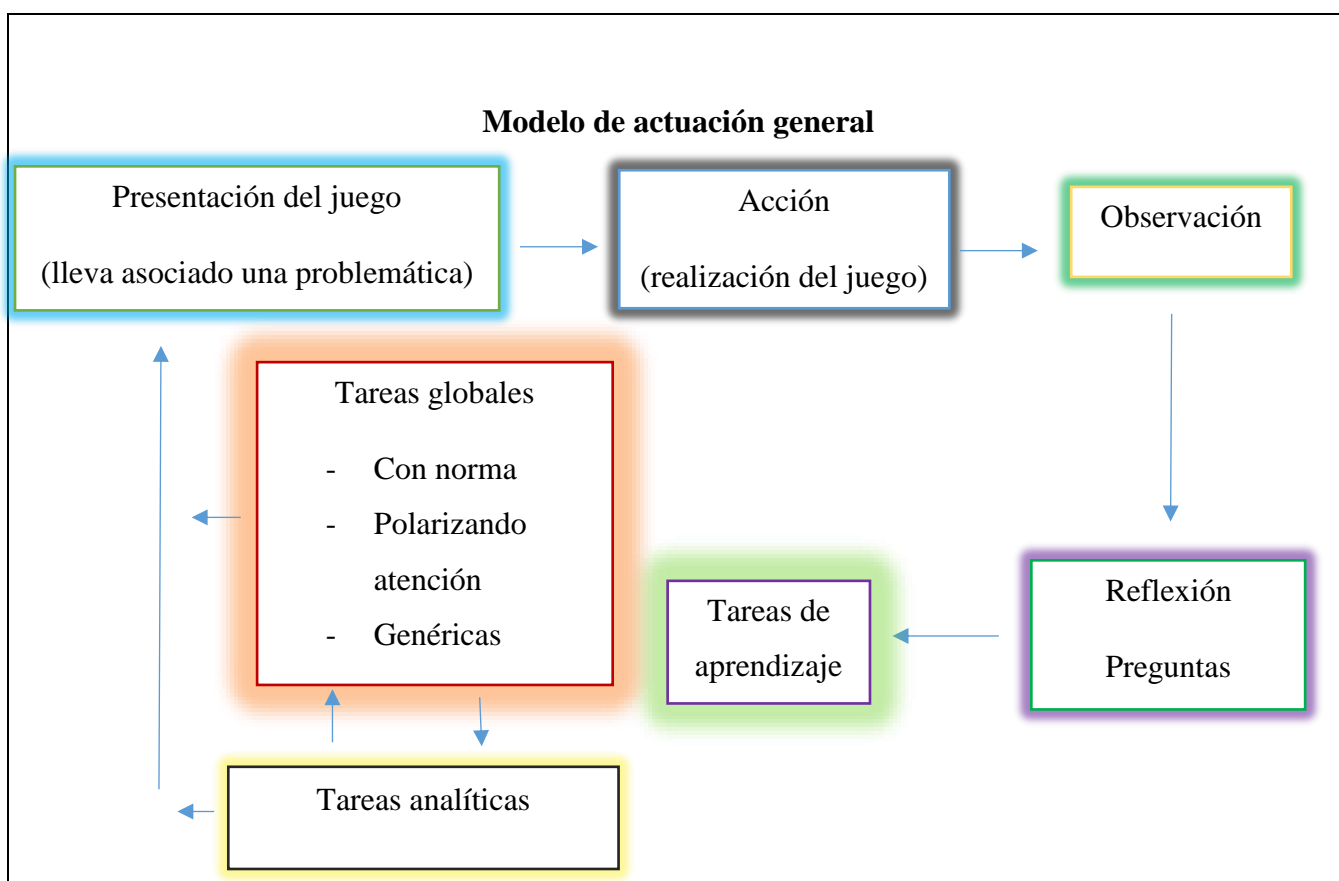 Modelo de actuación general
Presentación del juego
(lleva asociado una problemática)
Acción
(realización del juego)
Observación
Tareas globales
- Con norma
- Polarizando
atención
- Genéricas
Tareas de
aprendizaje
Reflexión
Preguntas
Tareas analíticas